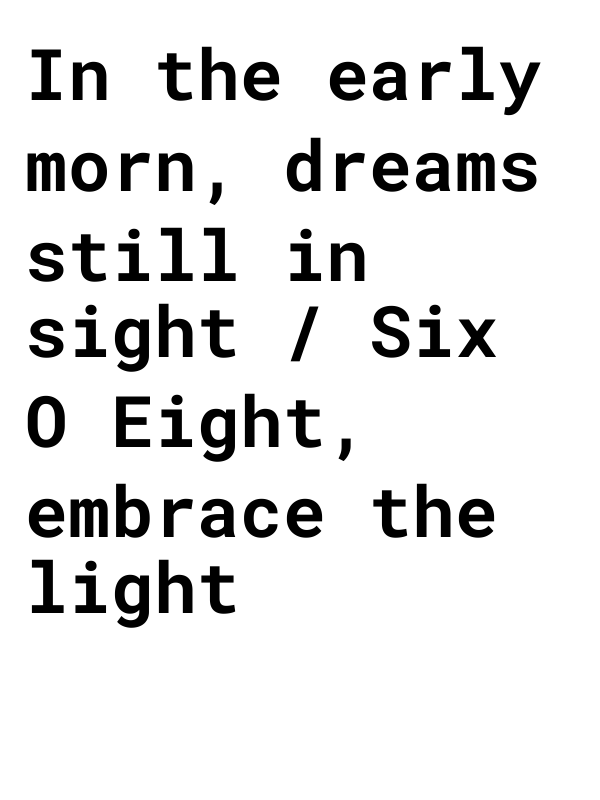 In the early
morn, dreams
still in
sight / Six
O Eight,
embrace the
light